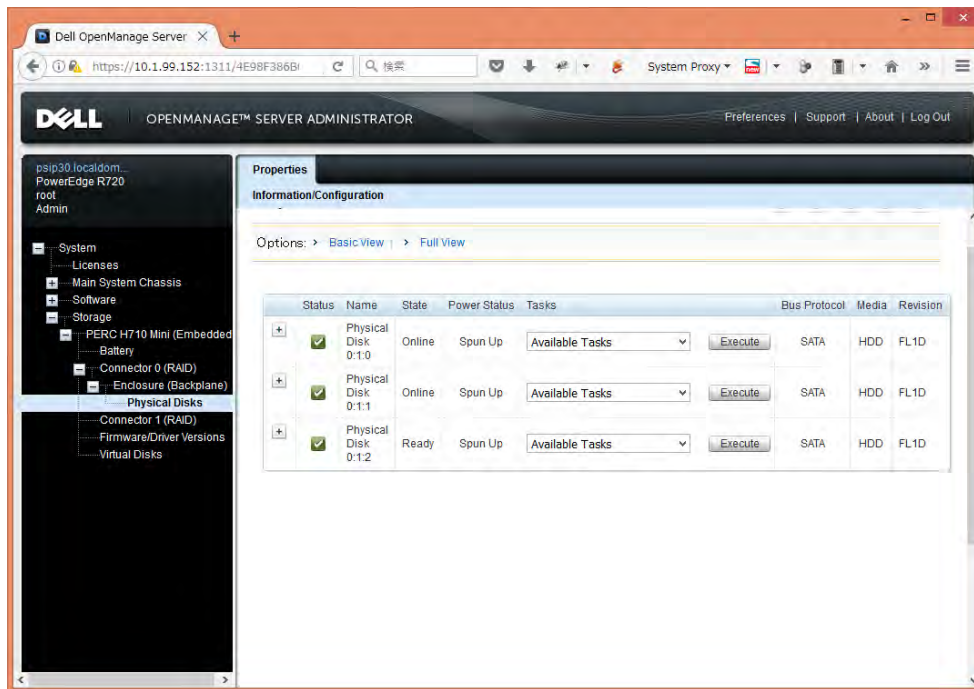 Dell OpenManage Server
https://10.1.99.152:1311/4E98F386B
検索
System Proxy
DELL
OPENMANAGE™ SERVER ADMINISTRATOR
Preferences | Support | About | Log Out
psip30.localdom...
PowerEdge R720
root
Admin
System
Licenses
Main System Chassis
Software
Storage
PERC H710 Mini (Embedded
Battery
Connector 0 (RAID)
Enclosure (Backplane)
Physical Disks
Connector 1 (RAID)
Firmware/Driver Versions
Virtual Disks
Properties
Information/Configuration
Options: Basic View | Full View
Status Name State Power Status Tasks Bus Protocol Media Revision
Physical Disk 0:1:0 Online Spun Up Available Tasks Execute SATA HDD FL1D
Physical Disk 0:1:1 Online Spun Up Available Tasks Execute SATA HDD FL1D
Physical Disk 0:1:2 Ready Spun Up Available Tasks Execute SATA HDD FL1D